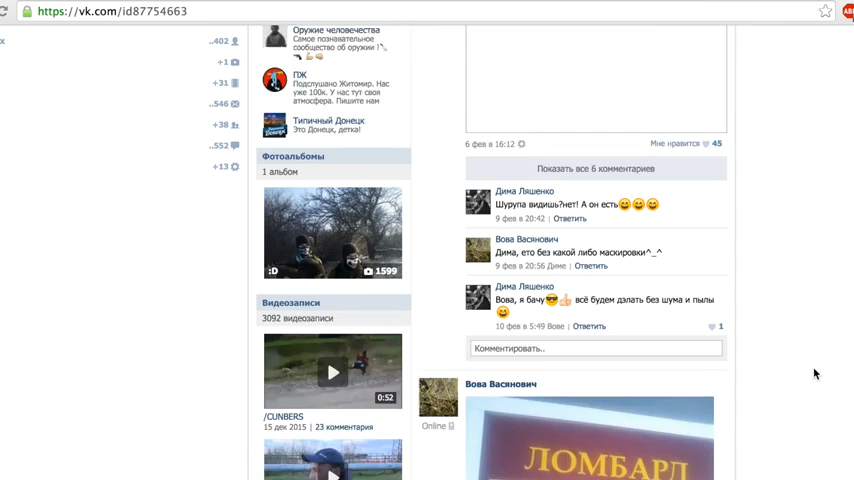 https://vk.com/id87754663
х
..402
+1
+31
..546
+38
..552
+13
Оружие человечества
Самое познавательное
сообщество об оружии !
ПЖ
Подслушано Житомир. Нас
уже 100к. У нас тут своя
атмосфера. Пишите нам
Типичный Донецк
Это Донецк, детка!
Фотоальбомы
1 альбом
:D
1599
Видеозаписи
3092 видеозаписи
0:52
/CUNBERS
15 дек 2015 | 23 комментария
6 фев в 16:12
Мне нравится 45
Показать все 6 комментариев
Дима Ляшенко
Шурупа видишь?нет! А он есть😄😄😄
9 фев в 20:42 | Ответить
Вова Васянович
Дима, ето без какой либо маскировки^_^
9 фев в 20:56 Диме | Ответить
Дима Ляшенко
Вова, я бачу😎👍 всё будем дэлать без шума и пылы
😄
10 фев в 5:49 Вове | Ответить
1
Комментировать..
Вова Васянович
Online
ЛОМБАРД